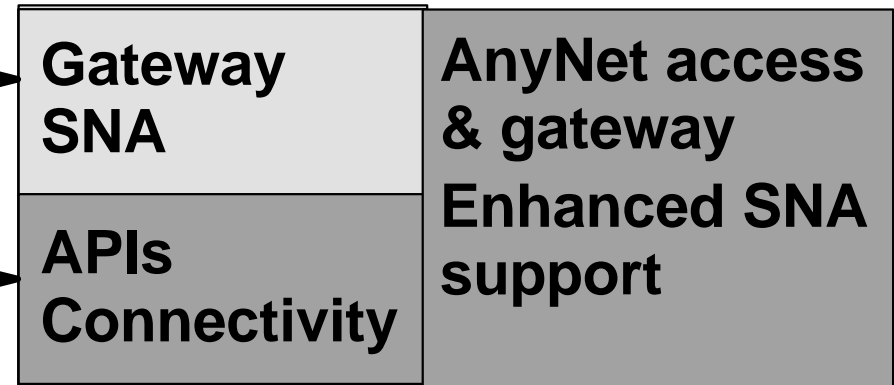 Gateway
SNA
APIs
Connectivity
AnyNet access
& gateway
Enhanced SNA
support